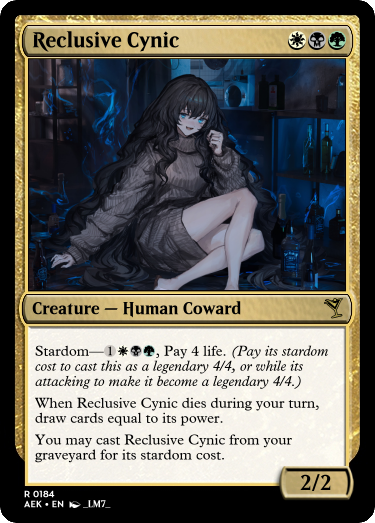 Reclusive Cynic
Creature — Human Coward
Stardom—1, Pay 4 life. (Pay its stardom
cost to cast this as a legendary 4/4, or while its
attacking to make it become a legendary 4/4.)
When Reclusive Cynic dies during your turn,
draw cards equal to its power.
You may cast Reclusive Cynic from your
graveyard for its stardom cost.
2/2
R 0184
AEK • EN _LM7_